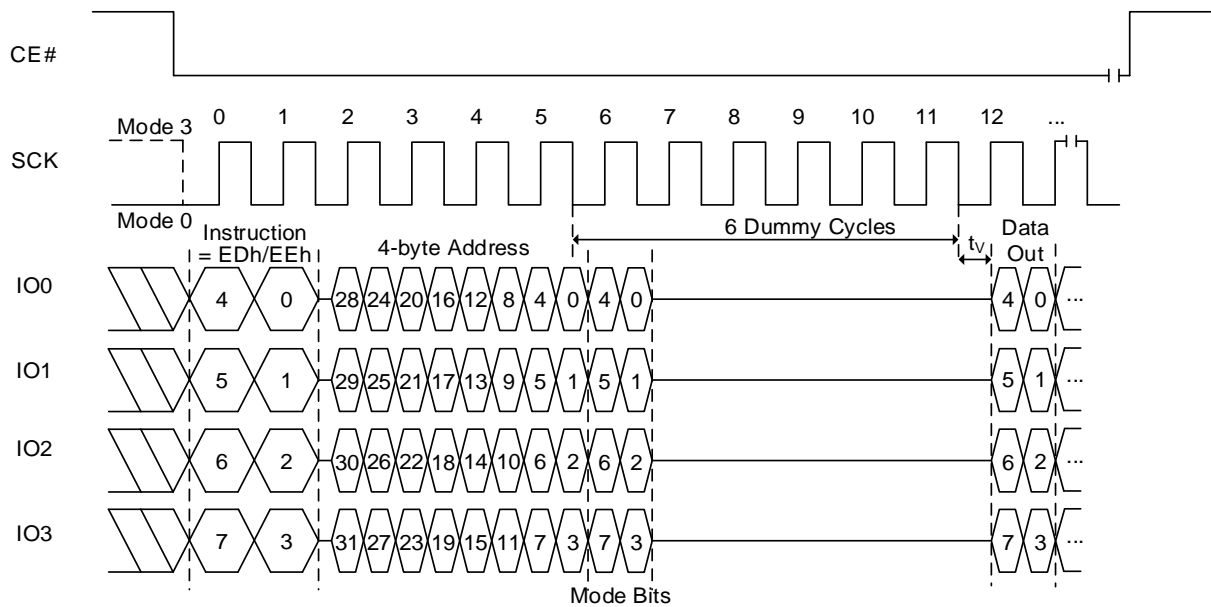 CE#
0 1 2 3 4 5 6 7 8 9 10 11 12 ...
Mode 3
SCK
Mode 0
Instruction
= EDh/EEh
4-byte Address
6 Dummy Cycles
tV
Data
Out
IO0 4 0 28 24 20 16 12 8 4 0 4 0 4 0 ...
IO1 5 1 29 25 21 17 13 9 5 1 5 1 5 1 ...
IO2 6 2 30 26 22 18 14 10 6 2 6 2 6 2 ...
IO3 7 3 31 27 23 19 15 11 7 3 7 3 7 3 ...
Mode Bits